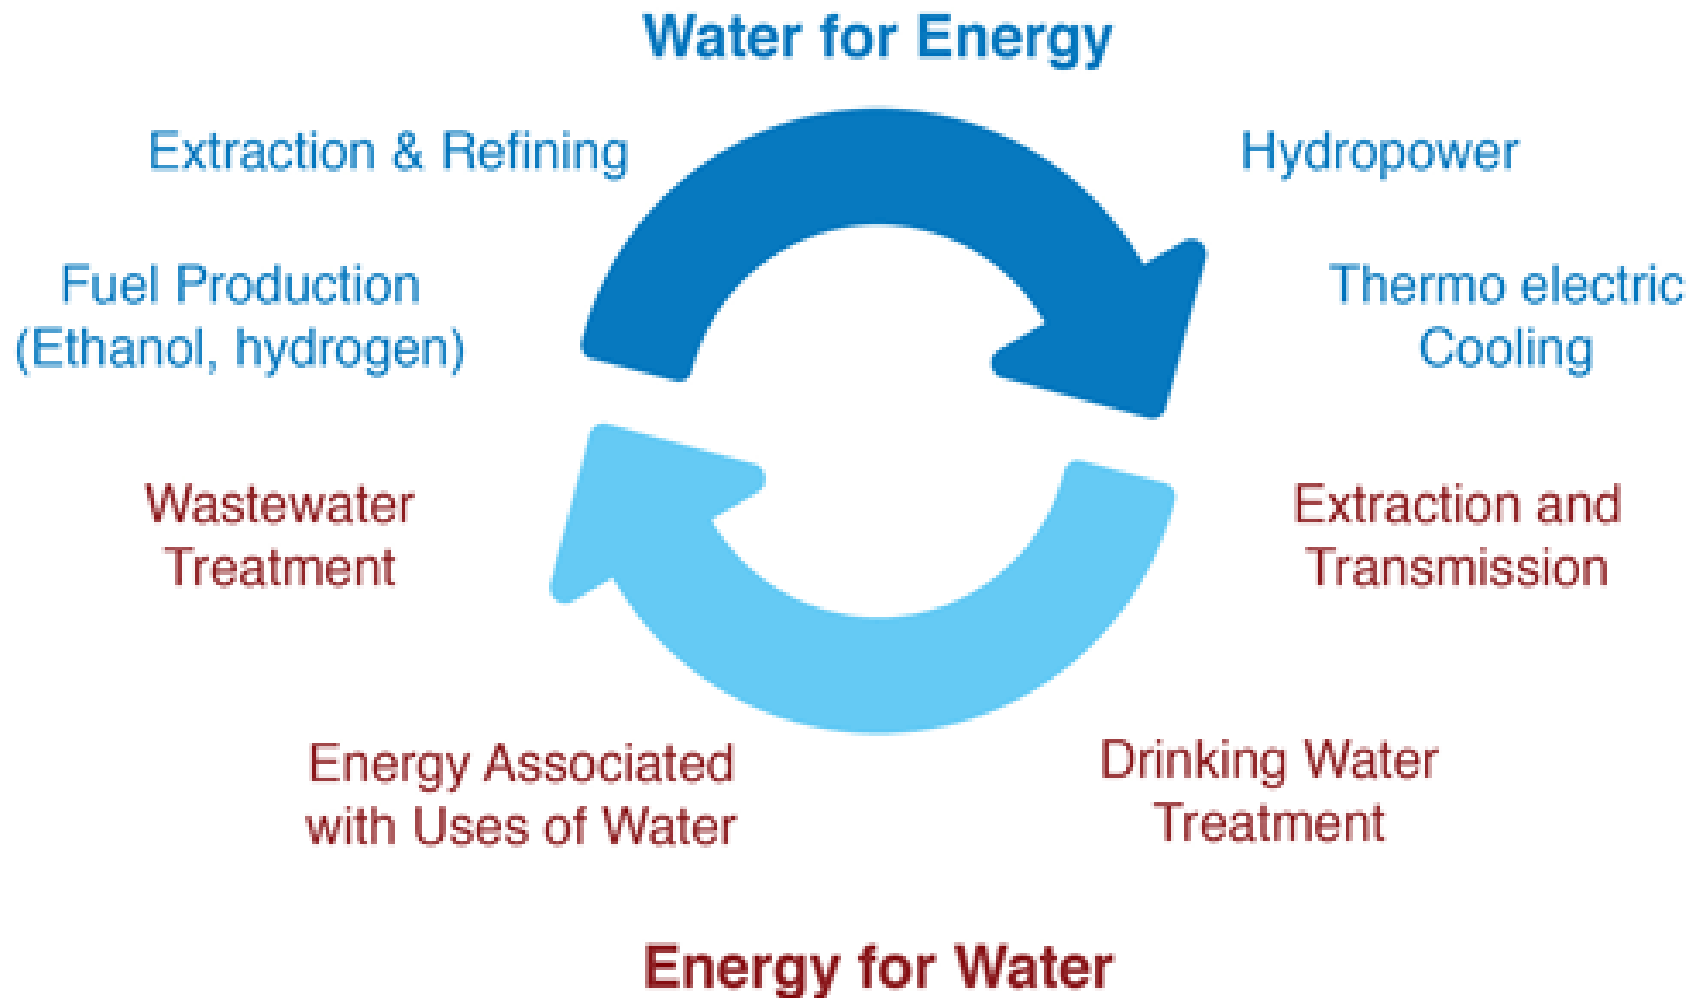 Water for Energy
Extraction & Refining
Hydropower
Fuel Production
(Ethanol, hydrogen)
Thermo electric
Cooling
Wastewater
Treatment
Extraction and
Transmission
Energy Associated
with Uses of Water
Drinking Water
Treatment
Energy for Water